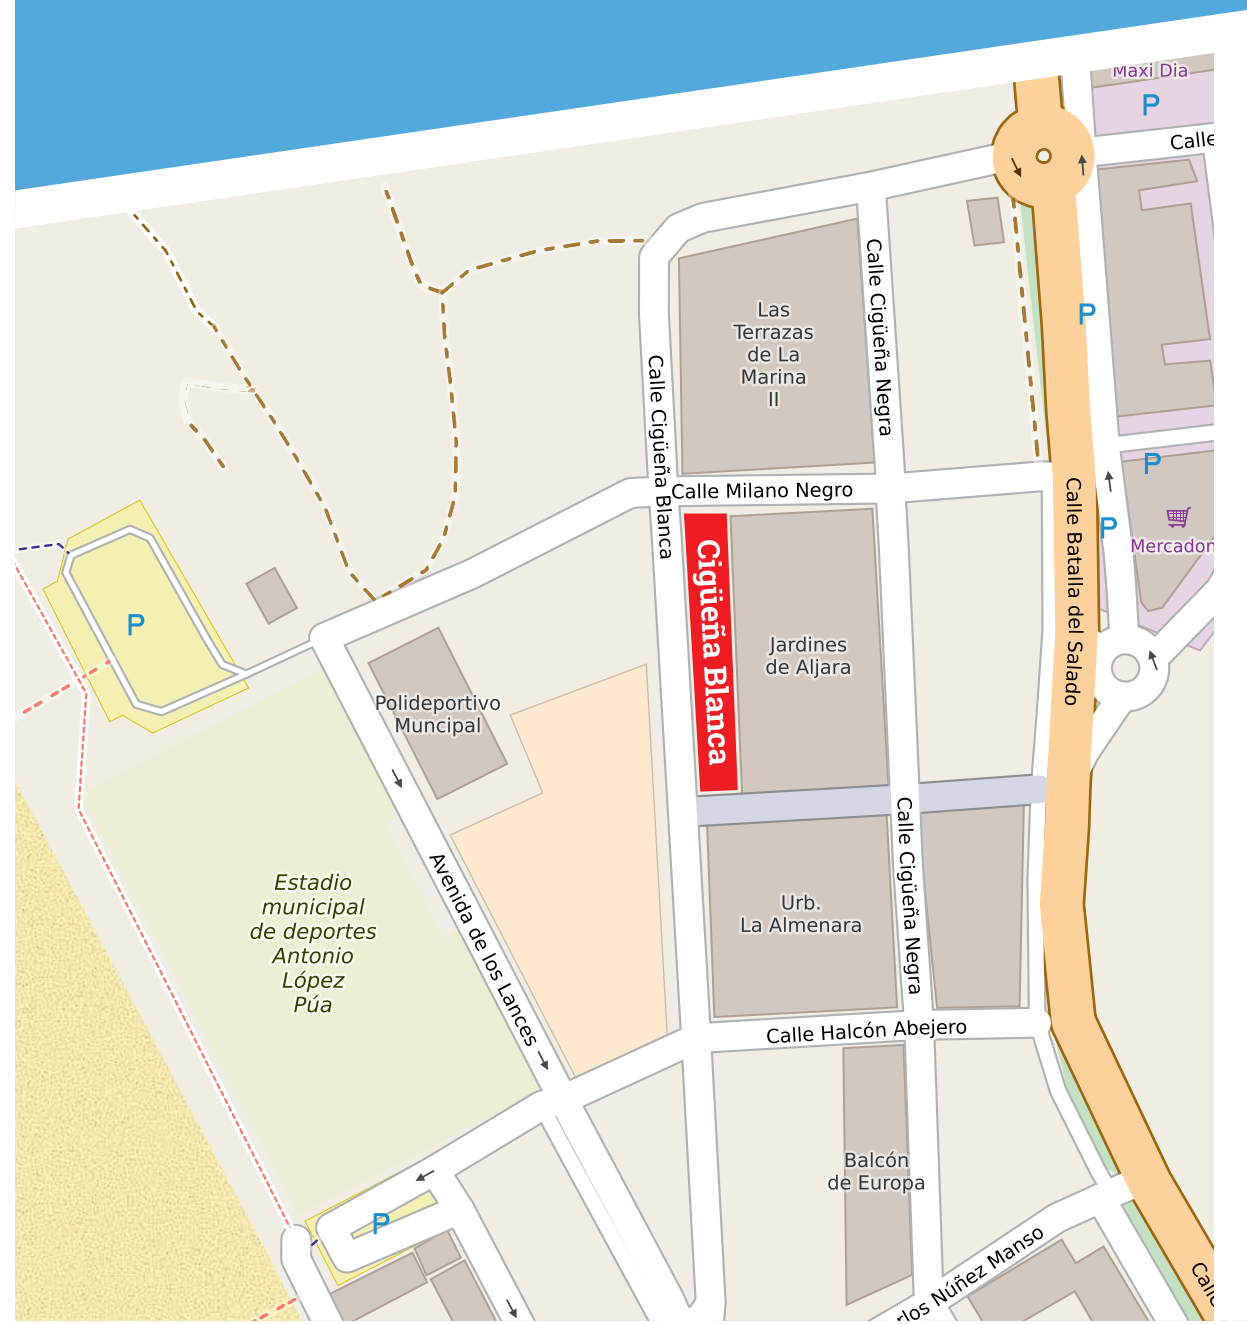 Maxi Dia
P
Calle
Las
Terrazas
de La
Marina
II
Calle Cigüeña Negra
P
Calle Cigüeña Blanca
P
Calle Milano Negro
Calle Batalla del Salado
P
Mercadon
Cigüeña Blanca
P
Jardines
de Aljara
Polideportivo
Muncipal
Calle Cigüeña Negra
Avenida de los Lances
Estadio
municipal
de deportes
Antonio
López
Púa
Urb.
La Almenara
Calle Halcón Abejero
Balcón
de Europa
P
rlos Núñez Manso
Calle